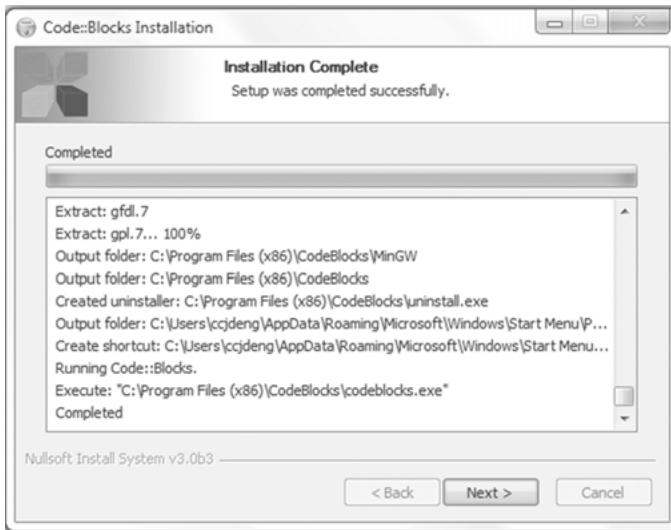 Code::Blocks Installation
Installation Complete
Setup was completed successfully.
Completed
Extract: gfdl.7
Extract: gpl.7... 100%
Output folder: C:\Program Files (x86)\CodeBlocks\MinGW
Output folder: C:\Program Files (x86)\CodeBlocks
Created uninstaller: C:\Program Files (x86)\CodeBlocks\uninstall.exe
Output folder: C:\Users\ccjdeng\AppData\Roaming\Microsoft\Windows\Start Menu\P...
Create shortcut: C:\Users\ccjdeng\AppData\Roaming\Microsoft\Windows\Start Menu...
Running Code::Blocks.
Execute: "C:\Program Files (x86)\CodeBlocks\codeblocks.exe"
Completed
Nullsoft Install System v3.0b3
< Back Next > Cancel